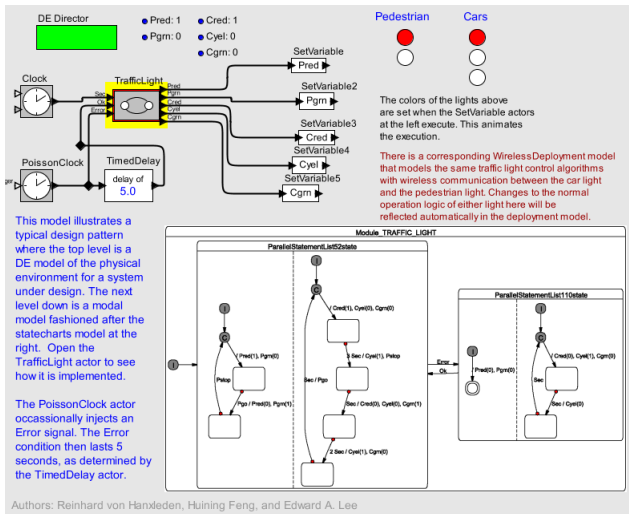 DE Director
Pred: 1
Cred: 1
Pgrn: 0
Cyel: 0
Cgrn: 0
Pedestrian
Cars
Clock
TrafficLight
Sec
Ok
Error
Pred
Pgrn
Cred
Cyel
Cgrn
SetVariable
Pred
SetVariable2
Pgrn
SetVariable3
Cred
SetVariable4
Cyel
SetVariable5
Cgrn
PoissonClock
TimedDelay
delay of
5.0
The colors of the lights above
are set when the SetVariable actors
at the left execute. This animates
the execution.
There is a corresponding WirelessDeployment model
that models the same traffic light control algorithms
with wireless communication between the car light
and the pedestrian light. Changes to the normal
operation logic of either light here will be
reflected automatically in the deployment model.
This model illustrates a
typical design pattern
where the top level is a
DE model of the physical
environment for a system
under design. The next
level down is a modal
model fashioned after the
statecharts model at the
right. Open the
TrafficLight actor to see
how it is implemented.
The PoissonClock actor
occassionally injects an
Error signal. The Error
condition then lasts 5
seconds, as determined by
the TimedDelay actor.
Module_TRAFFIC_LIGHT
ParallelStatementList52state
I
C
/ Pred(1), Pgrn(0)
Pstop
Pgo / Pred(0), Pgrn(1)
I
C
/ Cred(1), Cyel(0), Cgrn(0)
3 Sec / Cyel(1), Pstop
Sec / Pgo
Sec / Cred(0), Cyel(0), Cgrn(1)
2 Sec / Cyel(1), Cgrn(0)
I
Error
Ok
ParallelStatementList110state
I
/ Pred(0), Pgrn(0)
I
C
/ Cred(0), Cyel(1), Cgrn(0)
Sec
Sec / Cyel(0)
Authors: Reinhard von Hanxleden, Huining Feng, and Edward A. Lee